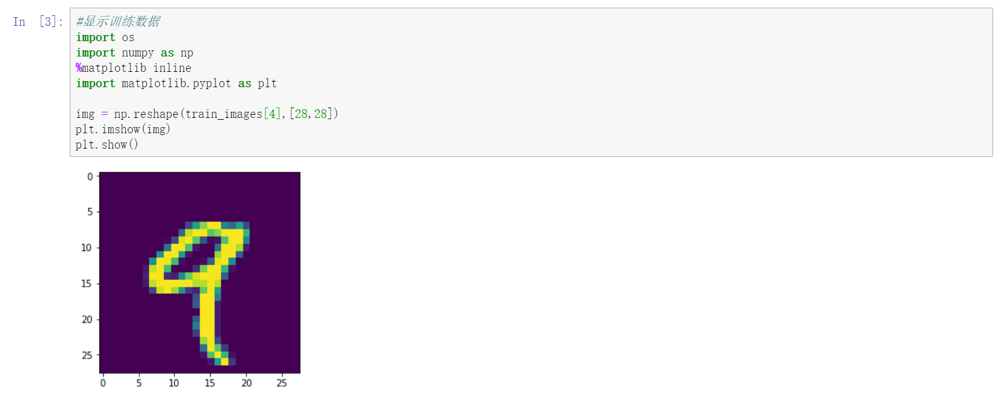 In [3]:
#显示训练数据
import os
import numpy as np
%matplotlib inline
import matplotlib.pyplot as plt
img = np.reshape(train_images[4],[28,28])
plt.imshow(img)
plt.show()
0
5
10
15
20
25
0 5 10 15 20 25